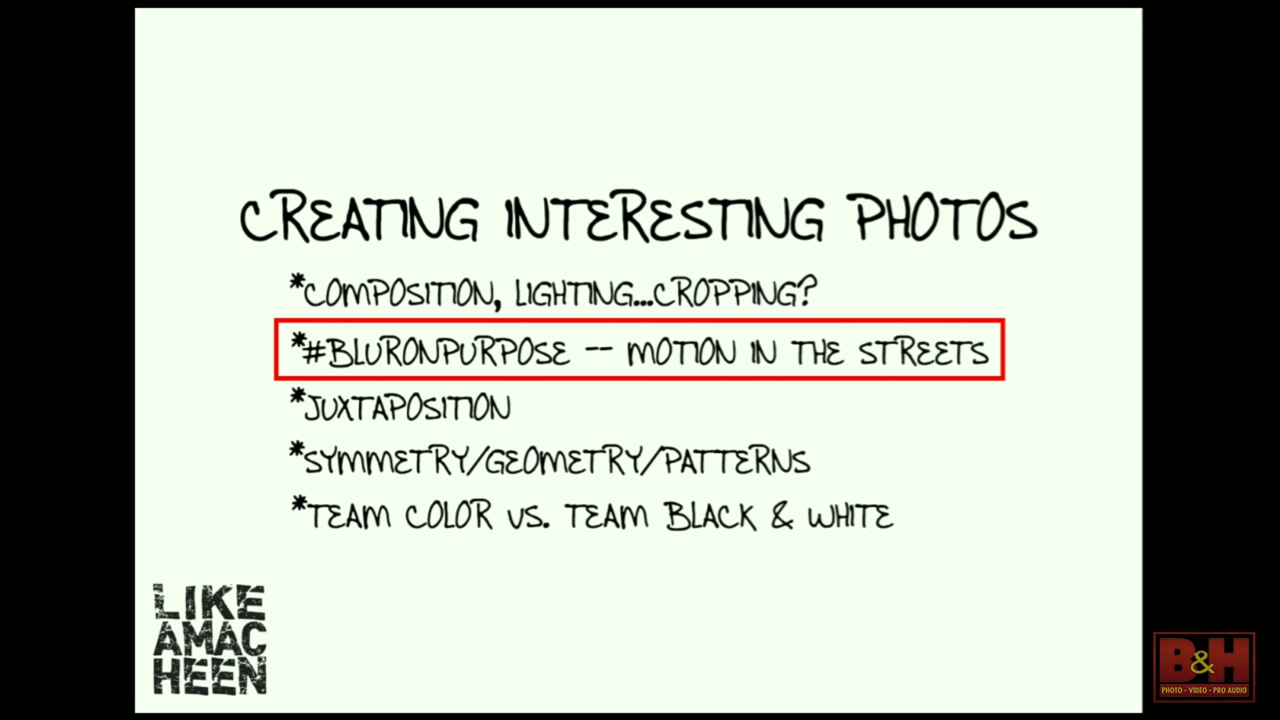 CREATING INTERESTING PHOTOS
*COMPOSITION, LIGHTING...CROPPING?
*#BLURONPURPOSE -- MOTION IN THE STREETS
*JUXTAPOSITION
*SYMMETRY/GEOMETRY/PATTERNS
*TEAM COLOR VS. TEAM BLACK & WHITE
LIKE
AMAC
HEEN
B&H
PHOTO - VIDEO - PRO AUDIO